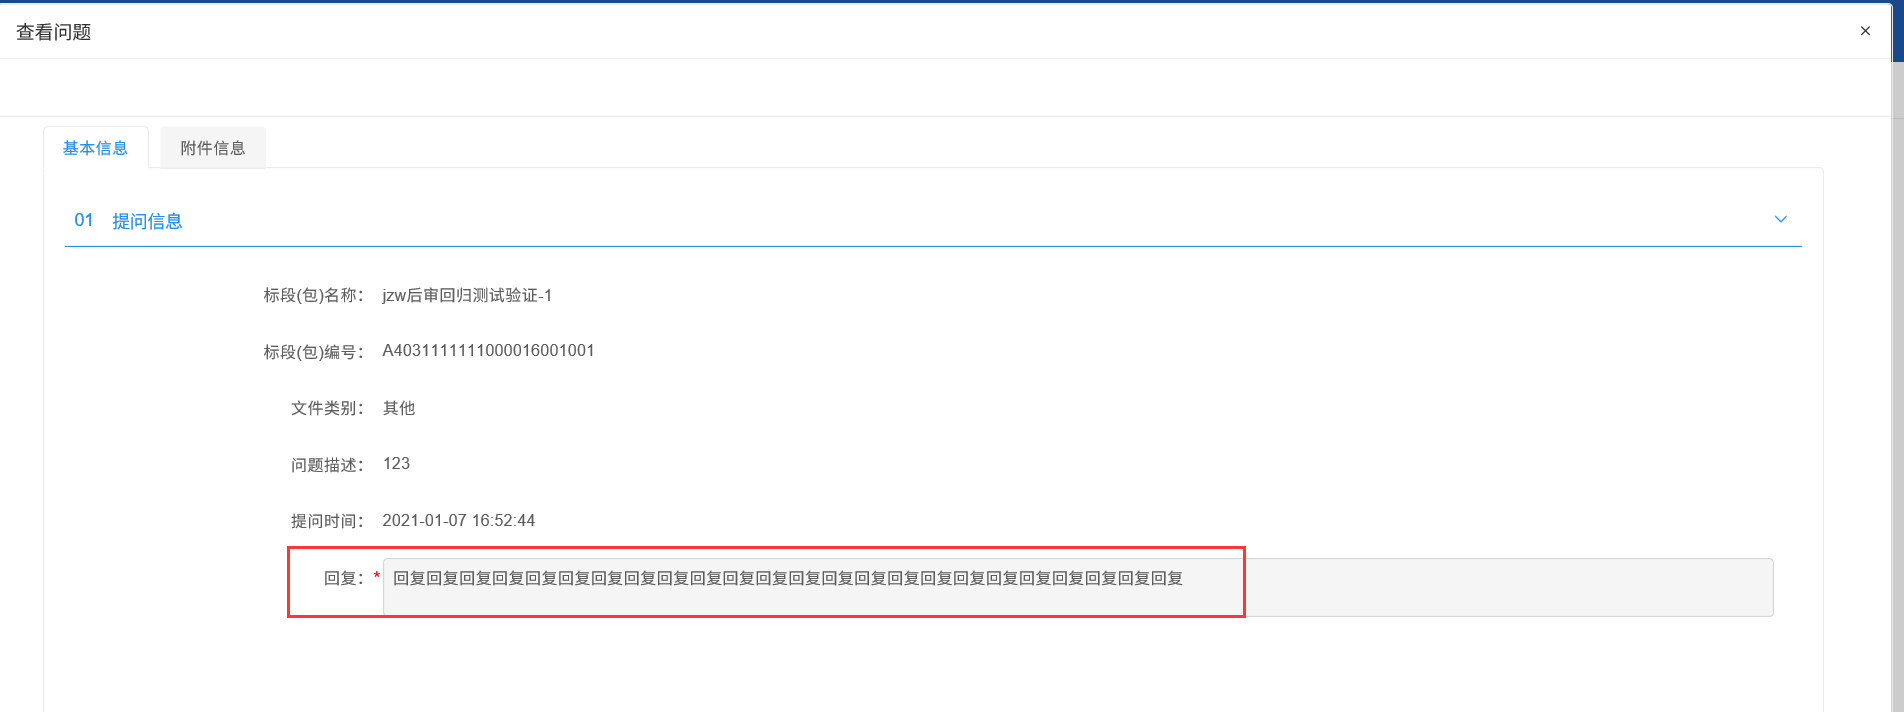 查看问题
×
基本信息 附件信息
01 提问信息
标段(包)名称： jzw后审回归测试验证-1
标段(包)编号： A4031111111000016001001
文件类别： 其他
问题描述： 123
提问时间： 2021-01-07 16:52:44
回复：* 回复回复回复回复回复回复回复回复回复回复回复回复回复回复回复回复回复回复回复回复回复回复回复回复